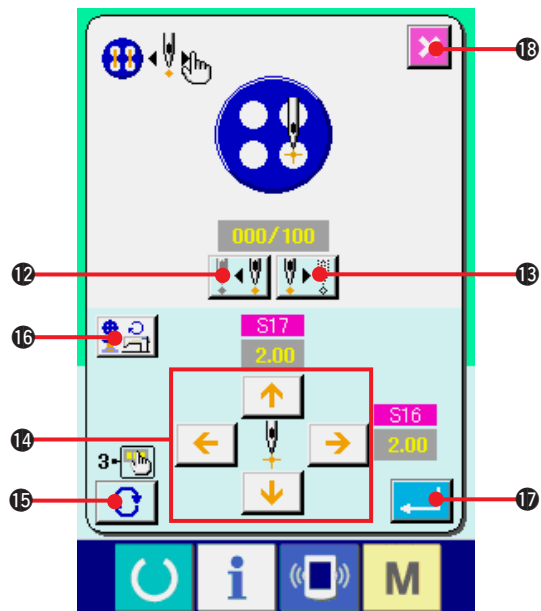 ⓲
000/100
⓬
⓭
⓰
S17
2.00
⓮
S16
2.00
3
⓯
⓱
i
M